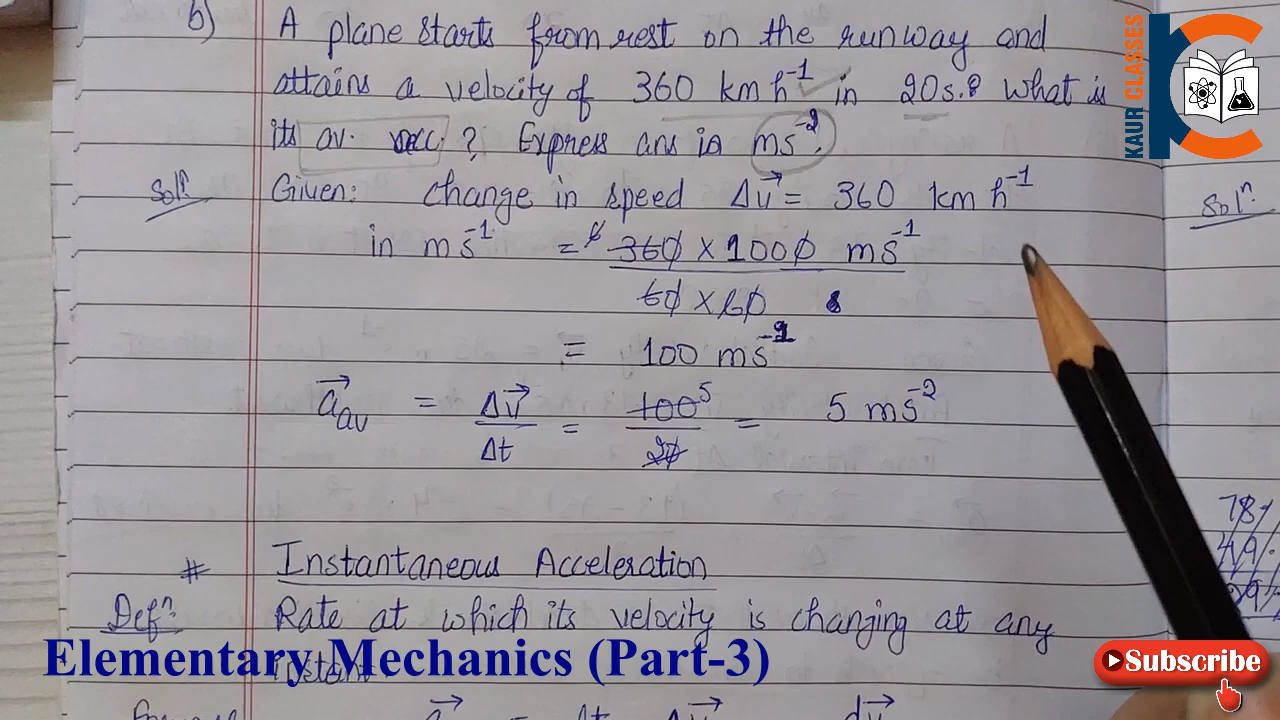 b) A plane starts from rest on the runway and
attains a velocity of 360 km h⁻¹ in 20s.? What is
its av. acc. ? Express ans in ms⁻².
Solⁿ. Given: change in speed Δv⃗ = 360 km h⁻¹
in ms⁻¹ = 6 360 × 1000 ms⁻¹
60 × 60 s
= 100 ms⁻¹
a⃗av = Δv⃗ / Δt = 100 5 / 20 = 5 ms⁻²
# Instantaneous Acceleration
Defⁿ. Rate at which its velocity is changing at any
instant.
KAUR CLASSES
Solⁿ.
Elementary Mechanics (Part-3)
Subscribe